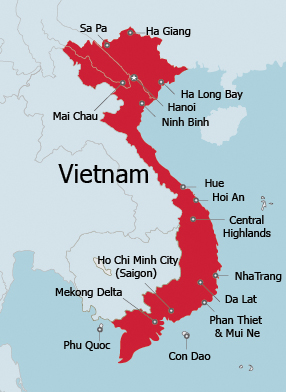 Sa Pa
Ha Giang
Ha Long Bay
Mai Chau
Hanoi
Ninh Binh
Vietnam
Hue
Hoi An
Central
Highlands
Ho Chi Minh City
(Saigon)
NhaTrang
Mekong Delta
Da Lat
Phan Thiet
& Mui Ne
Phu Quoc
Con Dao